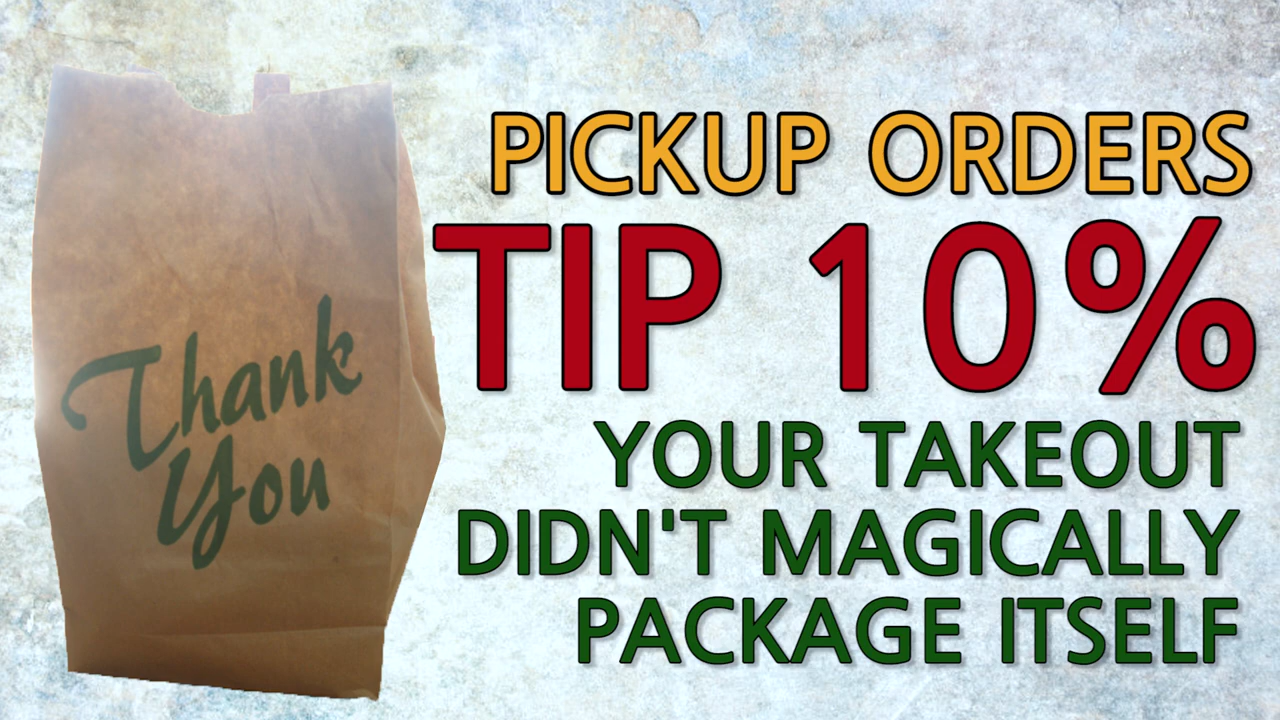 Thank
You
PICKUP ORDERS
TIP 10%
YOUR TAKEOUT
DIDN'T MAGICALLY
PACKAGE ITSELF